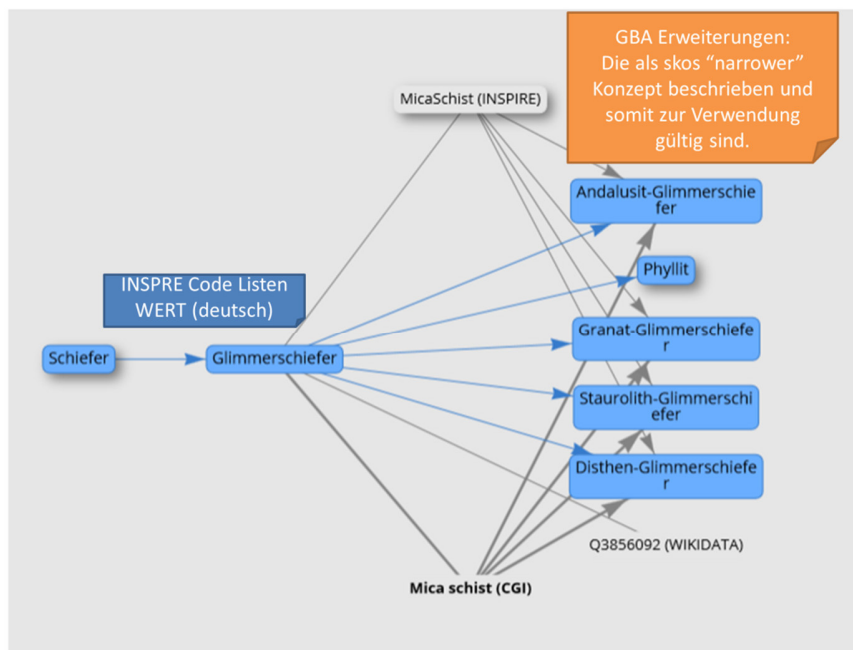 GBA Erweiterungen:
Die als skos “narrower”
Konzept beschrieben und
somit zur Verwendung
gültig sind.
MicaSchist (INSPIRE)
Andalusit-Glimmerschie
fer
Phyllit
INSPRE Code Listen
WERT (deutsch)
Schiefer
Glimmerschiefer
Granat-Glimmerschiefe
r
Staurolith-Glimmerschi
efer
Disthen-Glimmerschiefe
r
Q3856092 (WIKIDATA)
Mica schist (CGI)